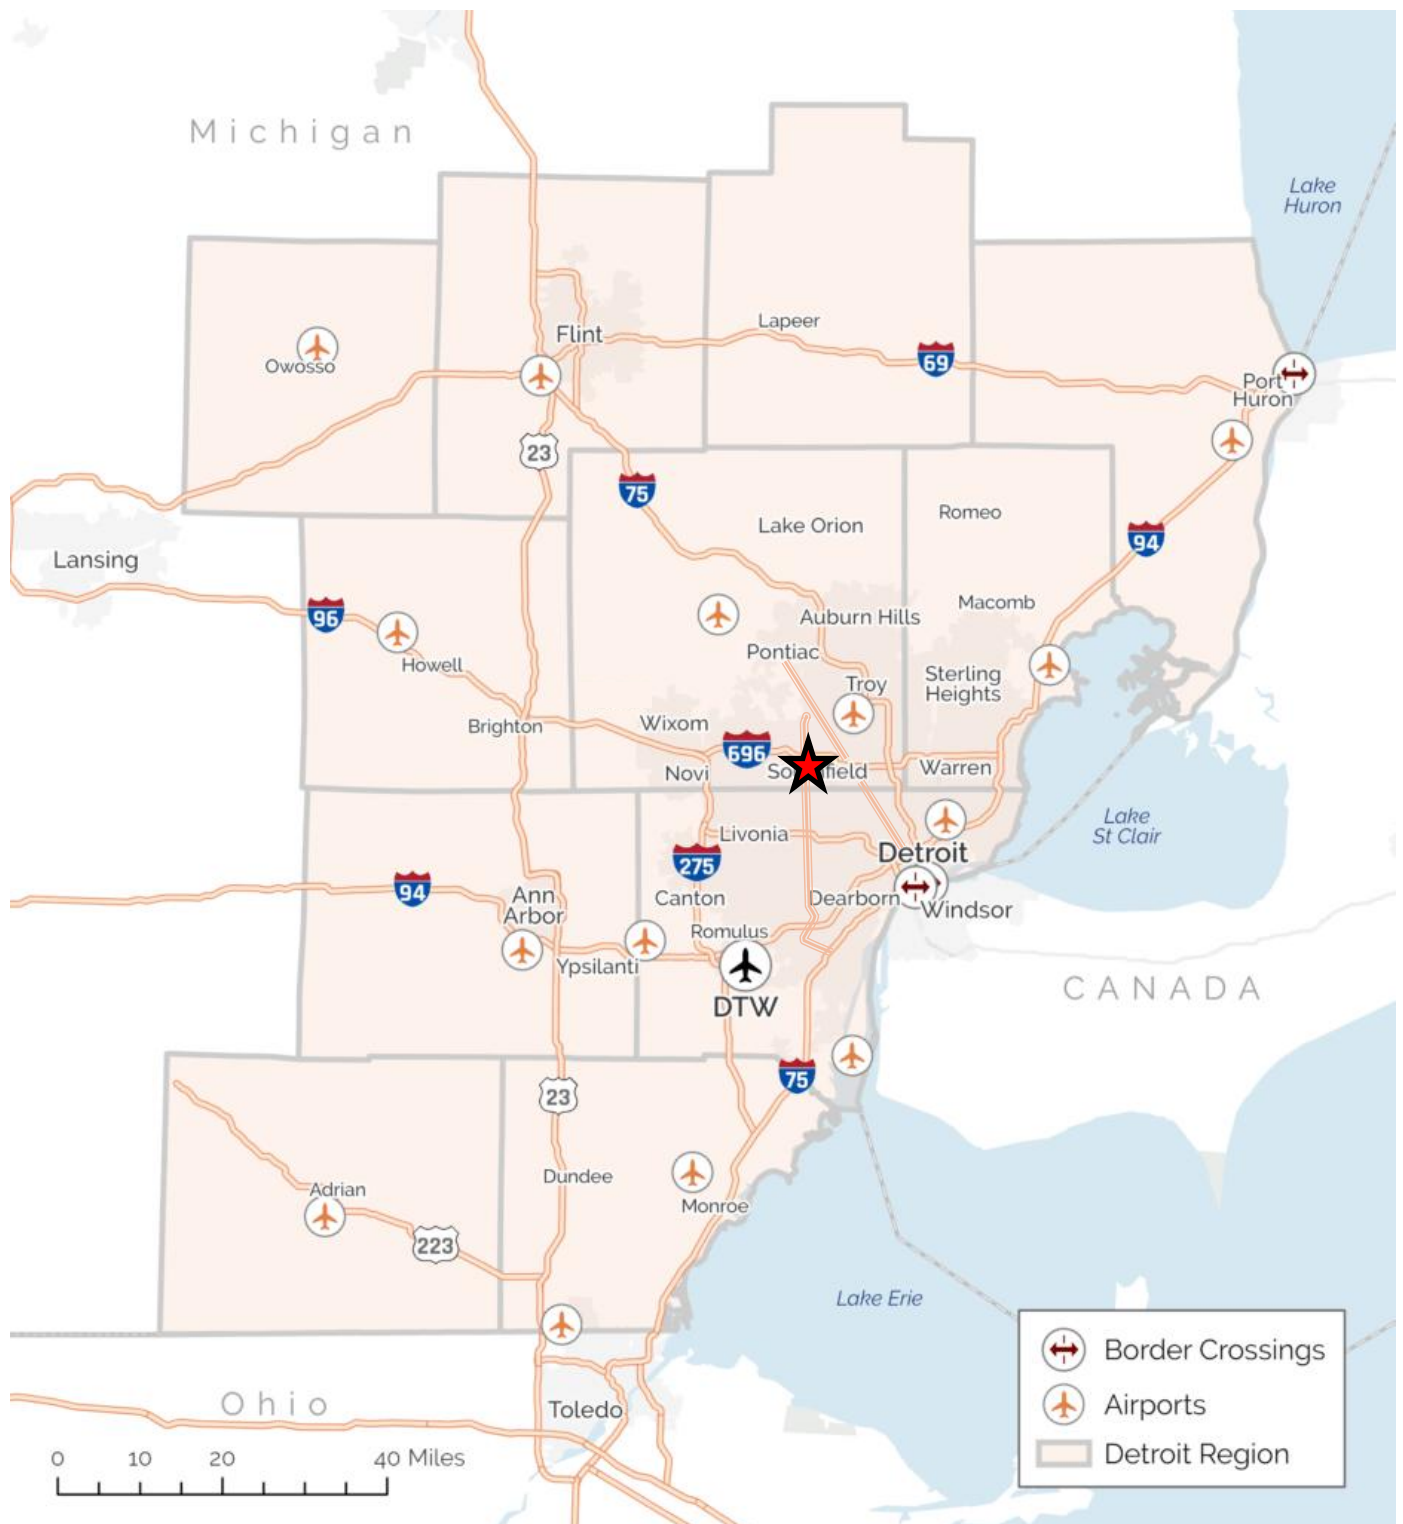 Michigan
Lake
Huron
Flint
Lapeer
69
Owosso
Port
Huron
23
75
Lake Orion
Romeo
94
Lansing
96
Macomb
Auburn Hills
Howell
Pontiac
Troy
Sterling
Heights
Brighton
Wixom
696
Novi
Warren
Livonia
Lake
St Clair
Detroit
275
94
Ann
Arbor
Canton
Dearborn
Windsor
Romulus
Ypsilanti
DTW
CANADA
75
23
Dundee
Adrian
Monroe
223
Lake Erie
Border Crossings
Airports
Detroit Region
Ohio
Toledo
0 10 20 40 Miles